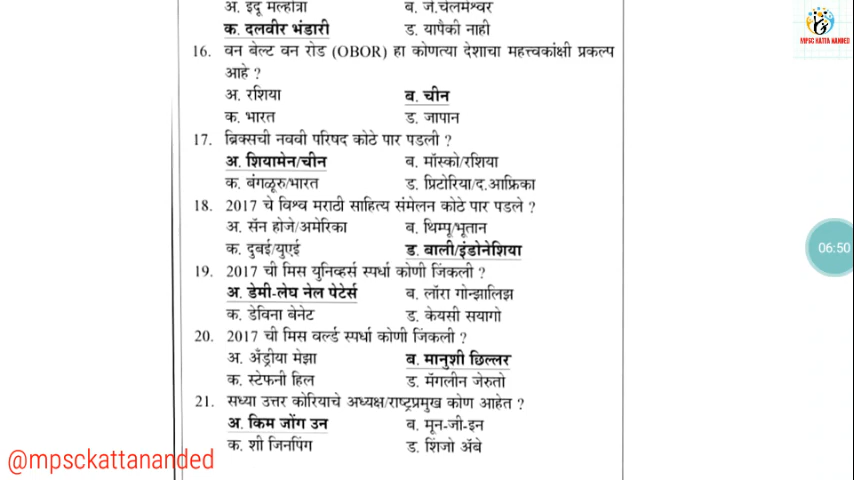 अ. इंदू मल्होत्रा ब. जे.चेलमेश्वर
क. दलवीर भंडारी ड. यापैकी नाही
16. वन बेल्ट वन रोड (OBOR) हा कोणत्या देशाचा महत्त्वकांक्षी प्रकल्प
आहे ?
अ. रशिया ब. चीन
क. भारत ड. जापान
17. ब्रिक्सची नववी परिषद कोठे पार पडली ?
अ. शियामेन/चीन ब. मॉस्को/रशिया
क. बंगळूरु/भारत ड. प्रिटोरिया/द.आफ्रिका
18. 2017 चे विश्व मराठी साहित्य संमेलन कोठे पार पडले ?
अ. सॅन होजे/अमेरिका ब. थिम्पू/भूतान
क. दुबई/युएई ड. बाली/इंडोनेशिया
19. 2017 ची मिस युनिव्हर्स स्पर्धा कोणी जिंकली ?
अ. डेमी-लेघ नेल पेटेर्स ब. लॉरा गोन्झालिझ
क. डेविना बेनेट ड. केयसी सयागो
20. 2017 ची मिस वर्ल्ड स्पर्धा कोणी जिंकली ?
अ. अँड्रीया मेझा ब. मानुशी छिल्लर
क. स्टेफनी हिल ड. मॅगलीन जेरुतो
21. सध्या उत्तर कोरियाचे अध्यक्ष/राष्ट्रप्रमुख कोण आहेत ?
अ. किम जोंग उन ब. मून-जी-इन
क. शी जिनपिंग ड. शिंजो अ‍ॅबे
MPSC KATTA NANDED
06:50
@mpsckattananded